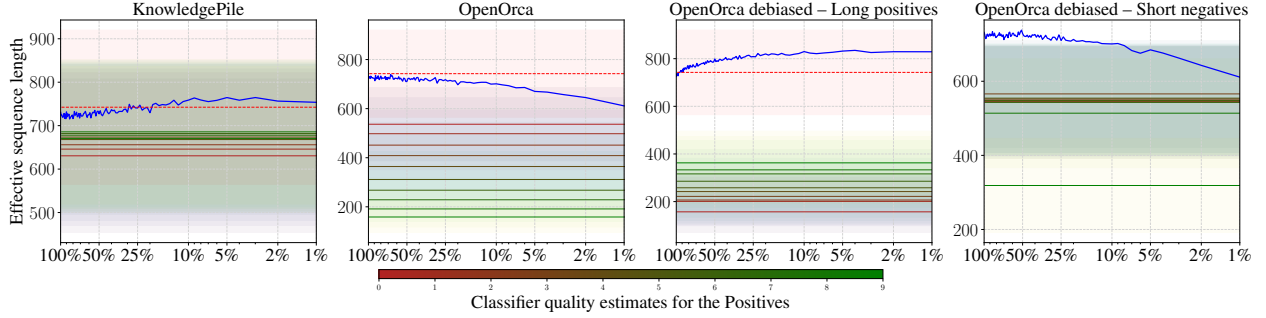 KnowledgePile
OpenOrca
OpenOrca debiased – Long positives
OpenOrca debiased – Short negatives
Effective sequence length
900
800
700
600
500
100% 50% 25% 10% 5% 2% 1%
800
600
400
200
100% 50% 25% 10% 5% 2% 1%
800
600
400
200
100% 50% 25% 10% 5% 2% 1%
600
400
200
100% 50% 25% 10% 5% 2% 1%
0 1 2 3 4 5 6 7 8 9
Classifier quality estimates for the Positives